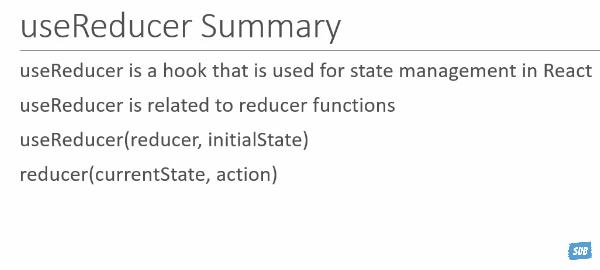 useReducer Summary
useReducer is a hook that is used for state management in React
useReducer is related to reducer functions
useReducer(reducer, initialState)
reducer(currentState, action)
SUB